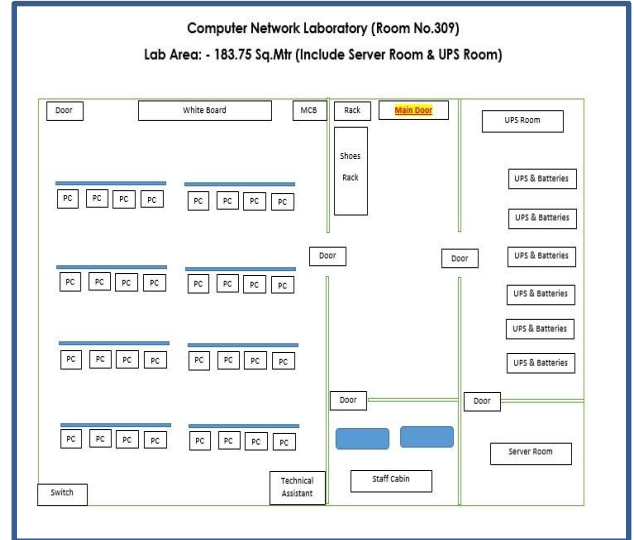 Computer Network Laboratory (Room No.309)
Lab Area: - 183.75 Sq.Mtr (Include Server Room & UPS Room)
Door White Board MCB Rack Main Door UPS Room
Shoes
Rack
UPS & Batteries
PC PC PC PC PC PC PC PC
UPS & Batteries
Door Door UPS & Batteries
PC PC PC PC PC PC PC PC
UPS & Batteries
UPS & Batteries
PC PC PC PC PC PC PC PC UPS & Batteries
Door Door
PC PC PC PC PC PC PC PC
Server Room
Technical
Assistant
Staff Cabin
Switch